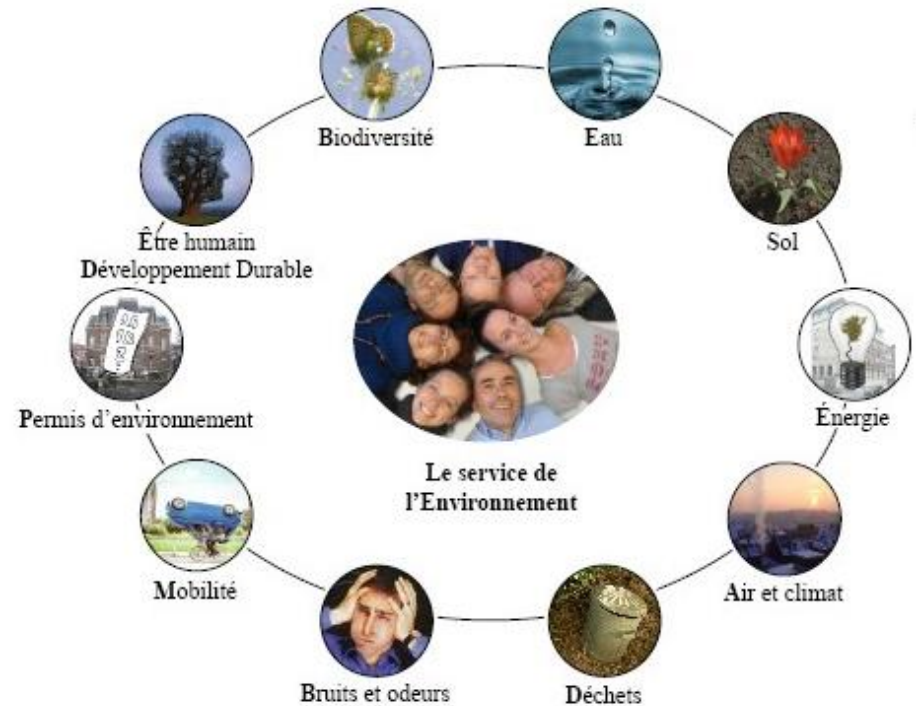 Biodiversité
Eau
Être humain
Développement Durable
Sol
Permis d'environnement
Énergie
Le service de
l'Environnement
Mobilité
Air et climat
Bruits et odeurs
Déchets